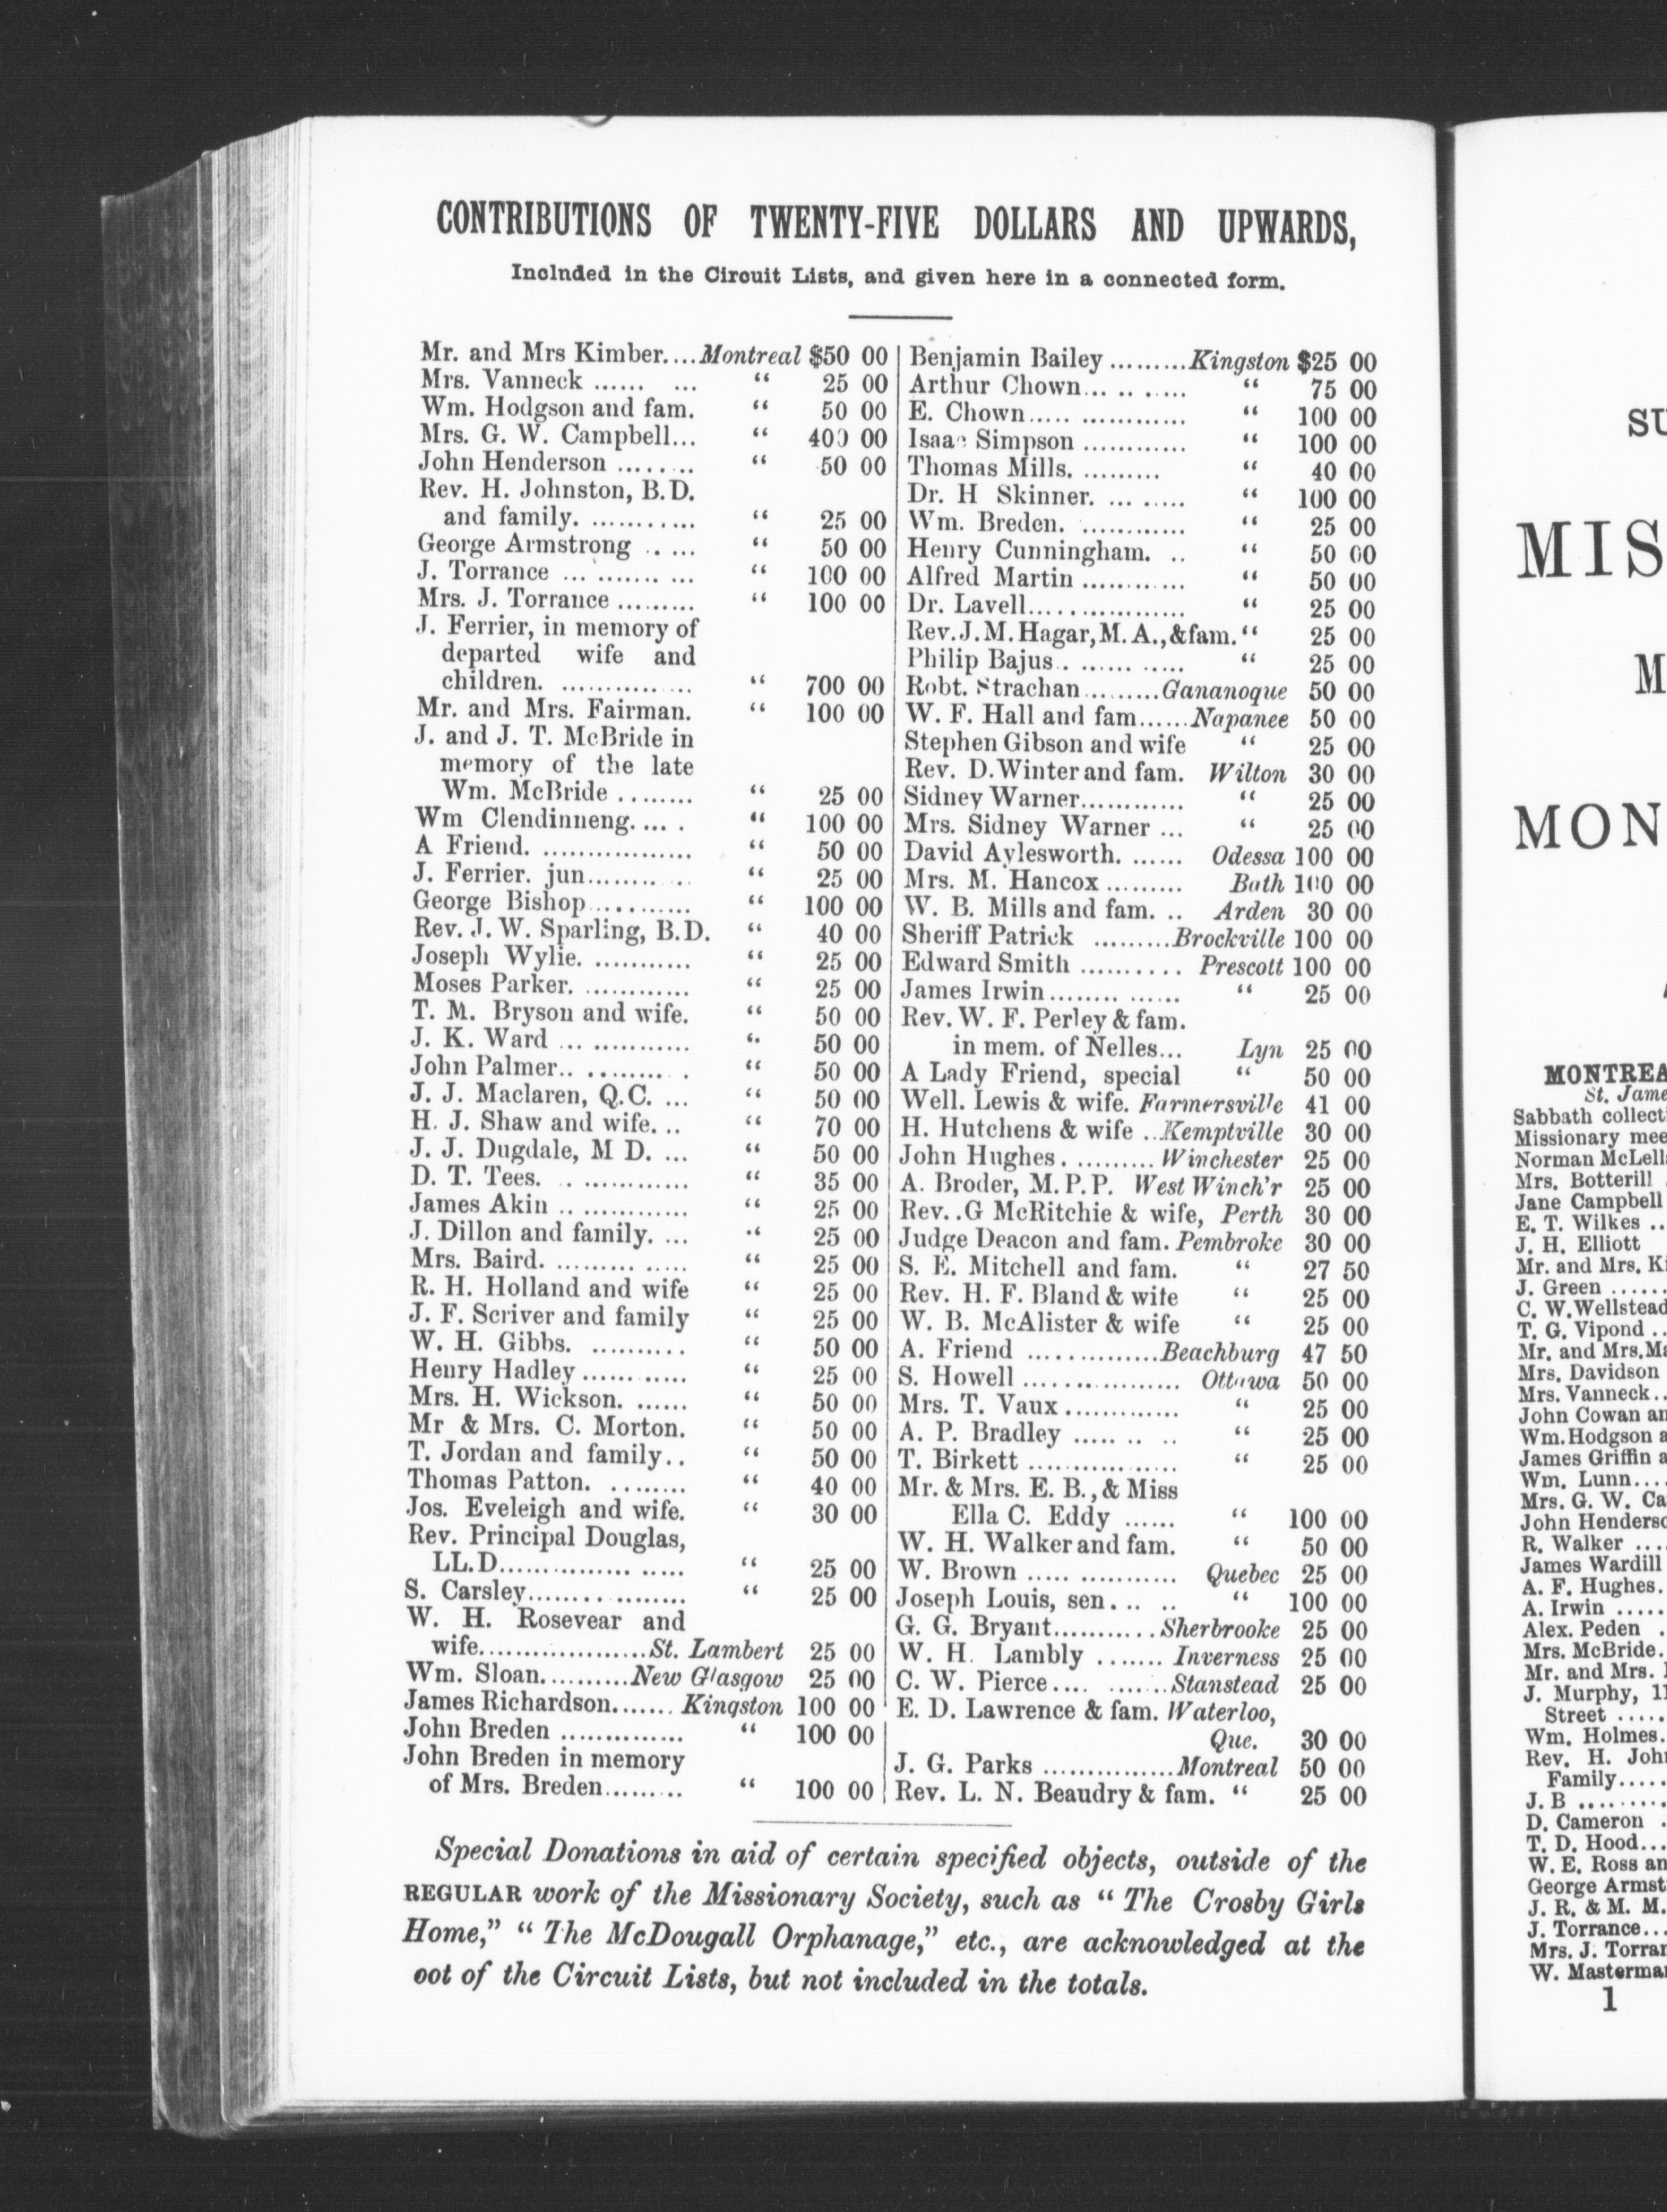 CONTRIBUTIONS OF TWENTY-FIVE DOLLARS AND UPWARDS,
Inclnded in the Circuit Lists, and given here in a connected form.
Mr. and Mrs Kimber....Montreal $50 00
Mrs. Vanneck ...... ... “ 25 00
Wm. Hodgson and fam. “ 50 00
Mrs. G. W. Campbell... “ 400 00
John Henderson ........ “ 50 00
Rev. H. Johnston, B.D.
and family. ........... “ 25 00
George Armstrong ..... “ 50 00
J. Torrance ... ....... ... “ 100 00
Mrs. J. Torrance ......... “ 100 00
J. Ferrier, in memory of
departed wife and
children. .............. “ 700 00
Mr. and Mrs. Fairman. “ 100 00
J. and J. T. McBride in
memory of the late
Wm. McBride ........ “ 25 00
Wm Clendinneng..... . “ 100 00
A Friend. ................. “ 50 00
J. Ferrier. jun........... “ 25 00
George Bishop........... “ 100 00
Rev. J. W. Sparling, B.D. “ 40 00
Joseph Wylie. ........... “ 25 00
Moses Parker. ............ “ 25 00
T. M. Bryson and wife. “ 50 00
J. K. Ward ... ........... “ 50 00
John Palmer.. ......... . “ 50 00
J. J. Maclaren, Q.C. ... “ 50 00
H. J. Shaw and wife. .. “ 70 00
J. J. Dugdale, M D. ... “ 50 00
D. T. Tees. . ............ “ 35 00
James Akin .. ............ “ 25 00
J. Dillon and family. ... “ 25 00
Mrs. Baird. ......... ..... “ 25 00
R. H. Holland and wife “ 25 00
J. F. Scriver and family “ 25 00
W. H. Gibbs. .......... “ 50 00
Henry Hadley............ “ 25 00
Mrs. H. Wickson. ...... “ 50 00
Mr & Mrs. C. Morton. “ 50 00
T. Jordan and family.. “ 50 00
Thomas Patton. ........ “ 40 00
Jos. Eveleigh and wife. “ 30 00
Rev. Principal Douglas,
LL.D............... ..... “ 25 00
S. Carsley................. “ 25 00
W. H. Rosevear and
wife...................St. Lambert 25 00
Wm. Sloan..........New Glasgow 25 00
James Richardson....... Kingston 100 00
John Breden .............. “ 100 00
John Breden in memory
of Mrs. Breden......... “ 100 00
Benjamin Bailey .........Kingston $25 00
Arthur Chown... .. ...... “ 75 00
E. Chown..... ............ “ 100 00
Isaac Simpson ............ “ 100 00
Thomas Mills. ......... “ 40 00
Dr. H Skinner. ... ..... “ 100 00
Wm. Breden. ............ “ 25 00
Henry Cunningham. .. “ 50 00
Alfred Martin ............ “ 50 00
Dr. Lavell.................. “ 25 00
Rev.J.M.Hagar,M.A.,&fam.“ 25 00
Philip Bajus.. ...... ..... “ 25 00
Robt. Strachan.........Gananoque 50 00
W. F. Hall and fam......Napanee 50 00
Stephen Gibson and wife “ 25 00
Rev. D.Winter and fam. Wilton 30 00
Sidney Warner............ “ 25 00
Mrs. Sidney Warner ... “ 25 00
David Aylesworth. ...... Odessa 100 00
Mrs. M. Hancox ......... Bath 100 00
W. B. Mills and fam. .. Arden 30 00
Sheriff Patrick .........Brockville 100 00
Edward Smith .......... Prescott 100 00
James Irwin........ ...... “ 25 00
Rev. W. F. Perley & fam.
in mem. of Nelles... Lyn 25 00
A Lady Friend, special “ 50 00
Well. Lewis & wife. Farmersville 41 00
H. Hutchens & wife ..Kemptville 30 00
John Hughes. .......... Winchester 25 00
A. Broder, M.P.P. West Winch'r 25 00
Rev. .G McRitchie & wife, Perth 30 00
Judge Deacon and fam. Pembroke 30 00
S. E. Mitchell and fam. “ 27 50
Rev. H. F. Bland & wite “ 25 00
W. B. McAlister & wife “ 25 00
A. Friend ...............Beachburg 47 50
S. Howell .................. Ottawa 50 00
Mrs. T. Vaux............. “ 25 00
A. P. Bradley ..... .. .. “ 25 00
T. Birkett ................. “ 25 00
Mr. & Mrs. E. B., & Miss
Ella C. Eddy ...... “ 100 00
W. H. Walker and fam. “ 50 00
W. Brown ..... ........... Quebec 25 00
Joseph Louis, sen. .. .. “ 100 00
G. G. Bryant...........Sherbrooke 25 00
W. H. Lambly ....... Inverness 25 00
C. W. Pierce.... ........Stanstead 25 00
E. D. Lawrence & fam. Waterloo,
Que. 30 00
J. G. Parks ...............Montreal 50 00
Rev. L. N. Beaudry & fam. “ 25 00
Special Donations in aid of certain specified objects, outside of the
REGULAR work of the Missionary Society, such as “ The Crosby Girls
Home,” “ The McDougall Orphanage,” etc., are acknowledged at the
oot of the Circuit Lists, but not included in the totals.
SU
MIS
M
MON
MONTREA
St. Jame
Sabbath collect
Missionary mee
Norman McLell
Mrs. Botterill
Jane Campbell
E. T. Wilkes ..
J. H. Elliott
Mr. and Mrs. Ki
J. Green ......
C. W. Wellstead
T. G. Vipond ..
Mr. and Mrs.Ma
Mrs. Davidson
Mrs. Vanneck..
John Cowan an
Wm.Hodgson a
James Griffin a
Wm. Lunn....
Mrs. G. W. Ca
John Henderso
R. Walker ....
James Wardill
A. F. Hughes.
A. Irwin .....
Alex. Peden .
Mrs. McBride.
Mr. and Mrs.
J. Murphy, 11
Street .....
Wm. Holmes.
Rev. H. John
Family.....
J. B .........
D. Cameron .
T. D. Hood...
W. E. Ross an
George Armst
J. R. & M. M.
J. Torrance...
Mrs. J. Torran
W. Masterman
1